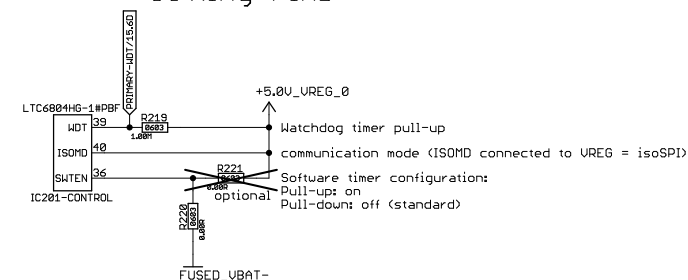 PRIMARY-WDT/15.6D
+5.0V_VREG_0
LTC6804HG-1#PBF
R219
WDT 39 0603 Watchdog timer pull-up
1.00M
ISOMD 40 communication mode (ISOMD connected to VREG = isoSPI)
R221
SWTEN 36 0603 Software timer configuration:
0.00R
Pull-up: on
IC201-CONTROL
optional
Pull-down: off (standard)
R220
0603
0.00R
FUSED_VBAT-